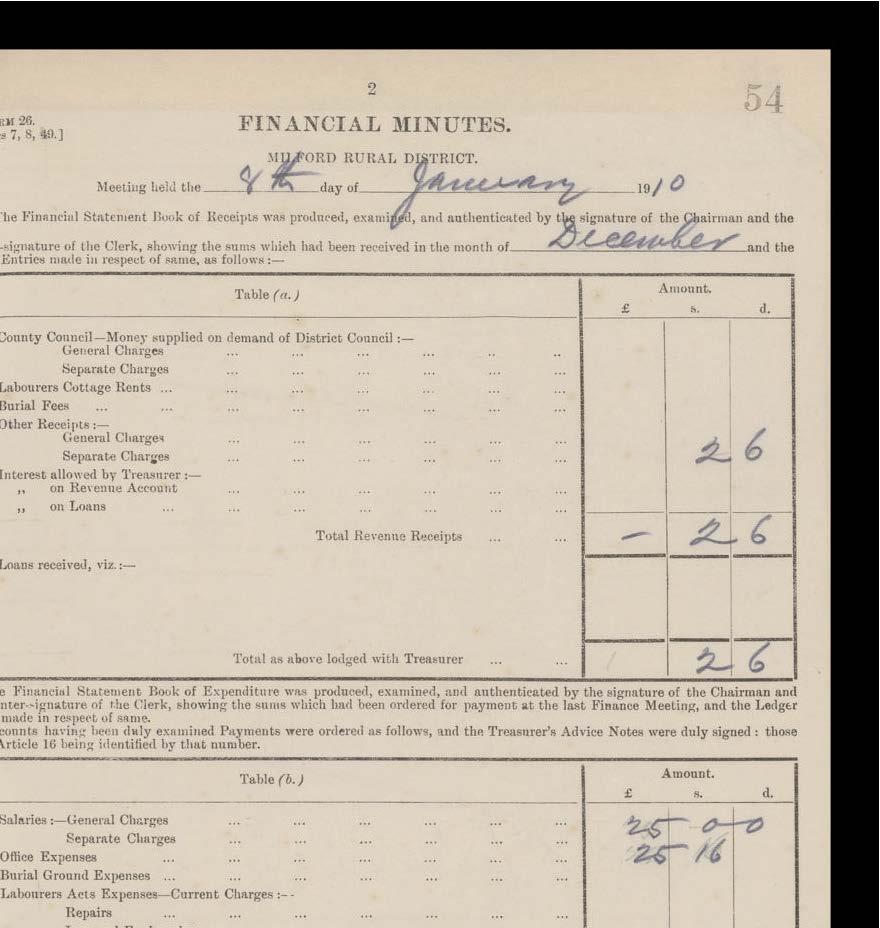 2
54
RM 26.
s 7, 8, 49.]
FINANCIAL MINUTES.
MILFORD RURAL DISTRICT.
Meeting held the 8th day of January 1910
The Financial Statement Book of Receipts was produced, examined, and authenticated by the signature of the Chairman and the
-signature of the Clerk, showing the sums which had been received in the month of December and the
Entries made in respect of same, as follows :—
Table (a.) Amount.
£ s. d.
County Council—Money supplied on demand of District Council :—
General Charges ... ... ... ... .. ..
Separate Charges ... ... ... ... ... ...
Labourers Cottage Rents ... ... ... ... ... ... ...
Burial Fees ... ... ... ... ... ... ... ...
Other Receipts :—
General Charges ... ... ... ... ... ... 2 6
Separate Charges ... ... ... ... ... ...
Interest allowed by Treasurer :—
„ on Revenue Account ... ... ... ... ... ...
„ on Loans ... ... ... ... ... ... ...
Total Revenue Receipts ... ... — 2 6
Loans received, viz. :—
Total as above lodged with Treasurer ... ... 2 6
e Financial Statement Book of Expenditure was produced, examined, and authenticated by the signature of the Chairman and
nter-signature of the Clerk, showing the sums which had been ordered for payment at the last Finance Meeting, and the Ledger
made in respect of same.
counts having been duly examined Payments were ordered as follows, and the Treasurer's Advice Notes were duly signed : those
Article 16 being identified by that number.
Table (b.) Amount.
£ s. d.
Salaries :—General Charges ... ... ... ... ... ... 25 0 0
Separate Charges ... ... ... ... ... ...
Office Expenses ... ... ... ... ... ... ... 25 16
Burial Ground Expenses ... ... ... ... ... ... ...
Labourers Acts Expenses—Current Charges :--
Repairs ... ... ... ... ... ... ...